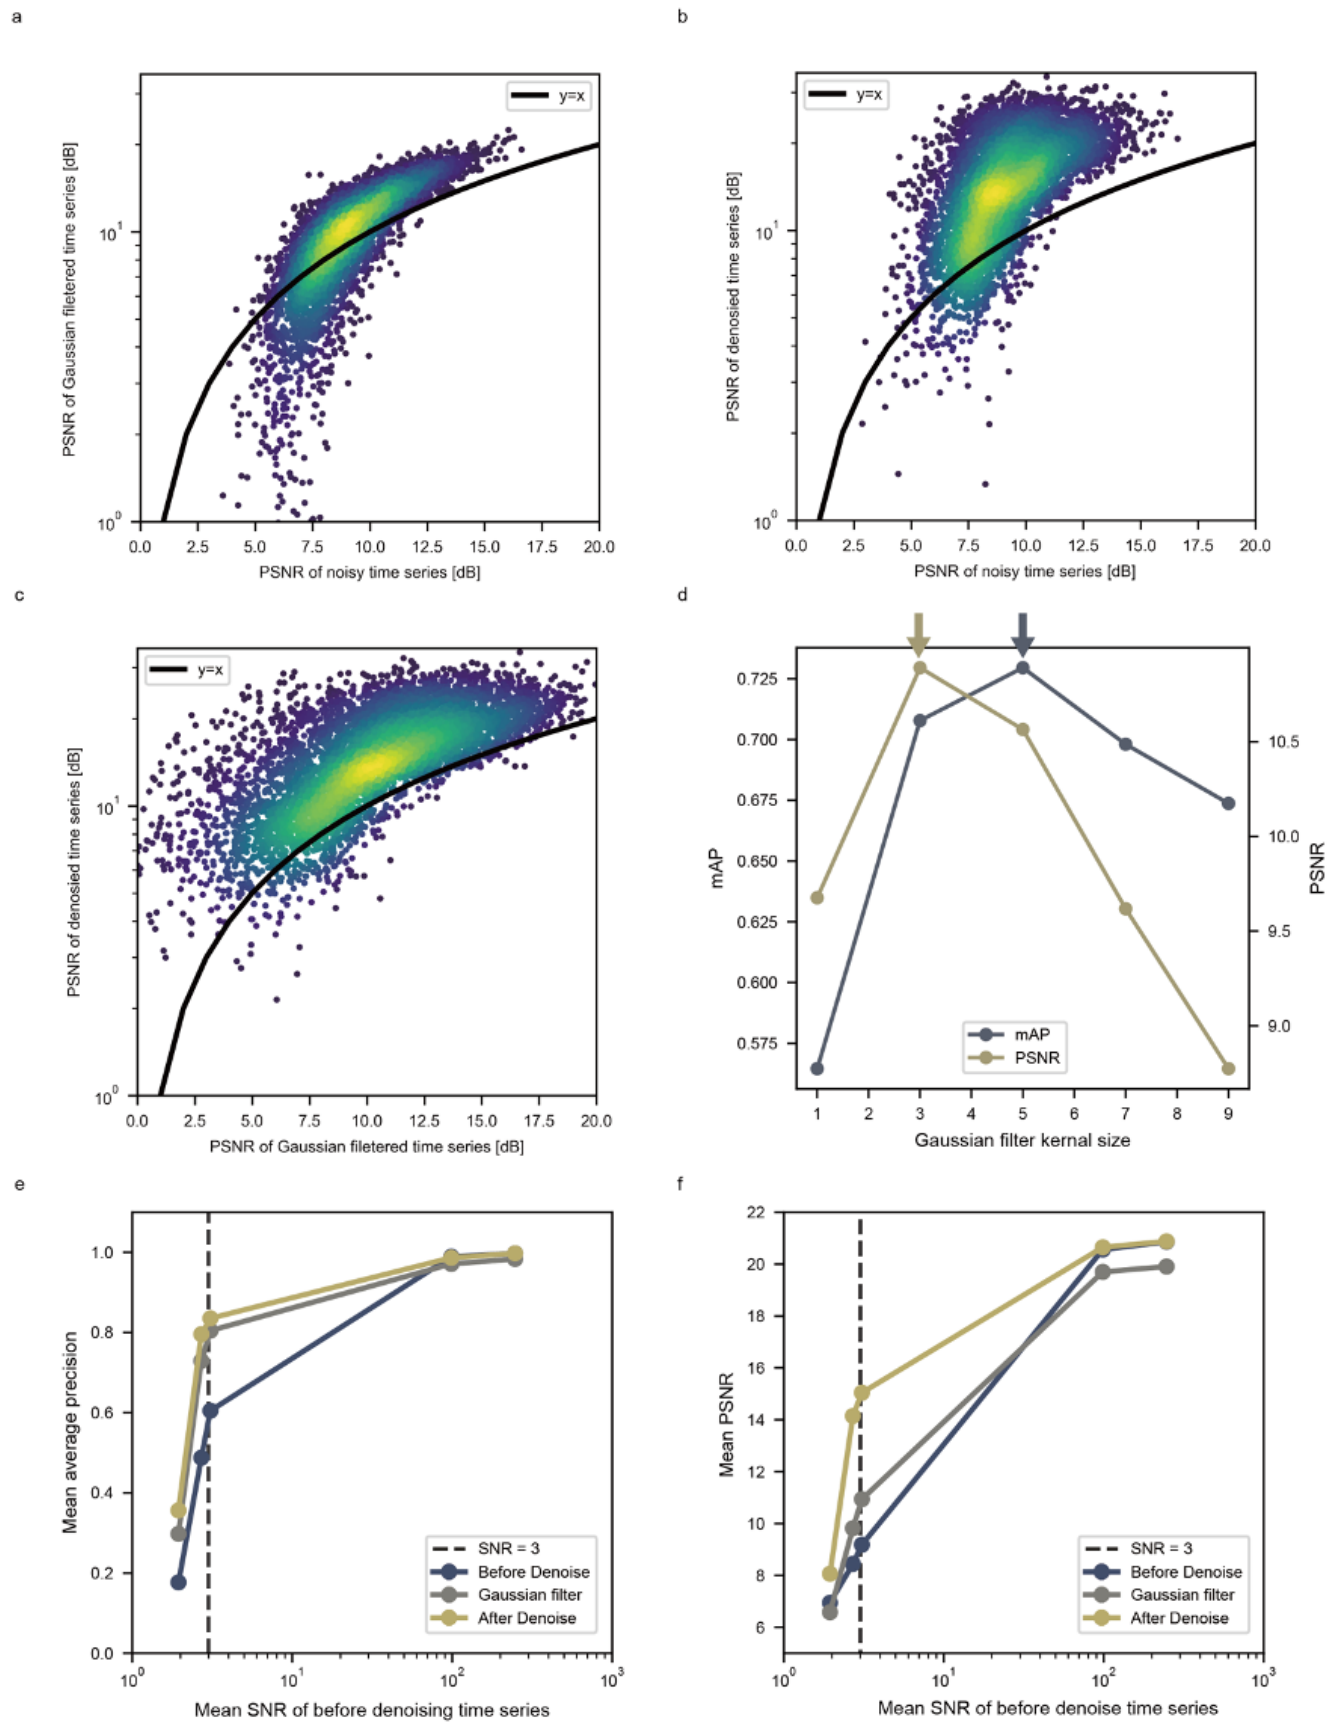 a
b
y=x
y=x
PSNR of Gaussian filetered time series [dB]
10^1
10^0
0.0 2.5 5.0 7.5 10.0 12.5 15.0 17.5 20.0
PSNR of noisy time series [dB]
PSNR of denosied time series [dB]
10^1
10^0
0.0 2.5 5.0 7.5 10.0 12.5 15.0 17.5 20.0
PSNR of noisy time series [dB]
c
d
y=x
PSNR of denosied time series [dB]
10^1
10^0
0.0 2.5 5.0 7.5 10.0 12.5 15.0 17.5 20.0
PSNR of Gaussian filetered time series [dB]
mAP
0.725
0.700
0.675
0.650
0.625
0.600
0.575
10.5
10.0
9.5
9.0
PSNR
mAP
PSNR
1 2 3 4 5 6 7 8 9
Gaussian filter kernal size
e
f
Mean average precision
1.0
0.8
0.6
0.4
0.2
0.0
SNR = 3
Before Denoise
Gaussian filter
After Denoise
10^0 10^1 10^2 10^3
Mean SNR of before denoising time series
Mean PSNR
22
20
18
16
14
12
10
8
6
SNR = 3
Before Denoise
Gaussian filter
After Denoise
10^0 10^1 10^2 10^3
Mean SNR of before denoise time series